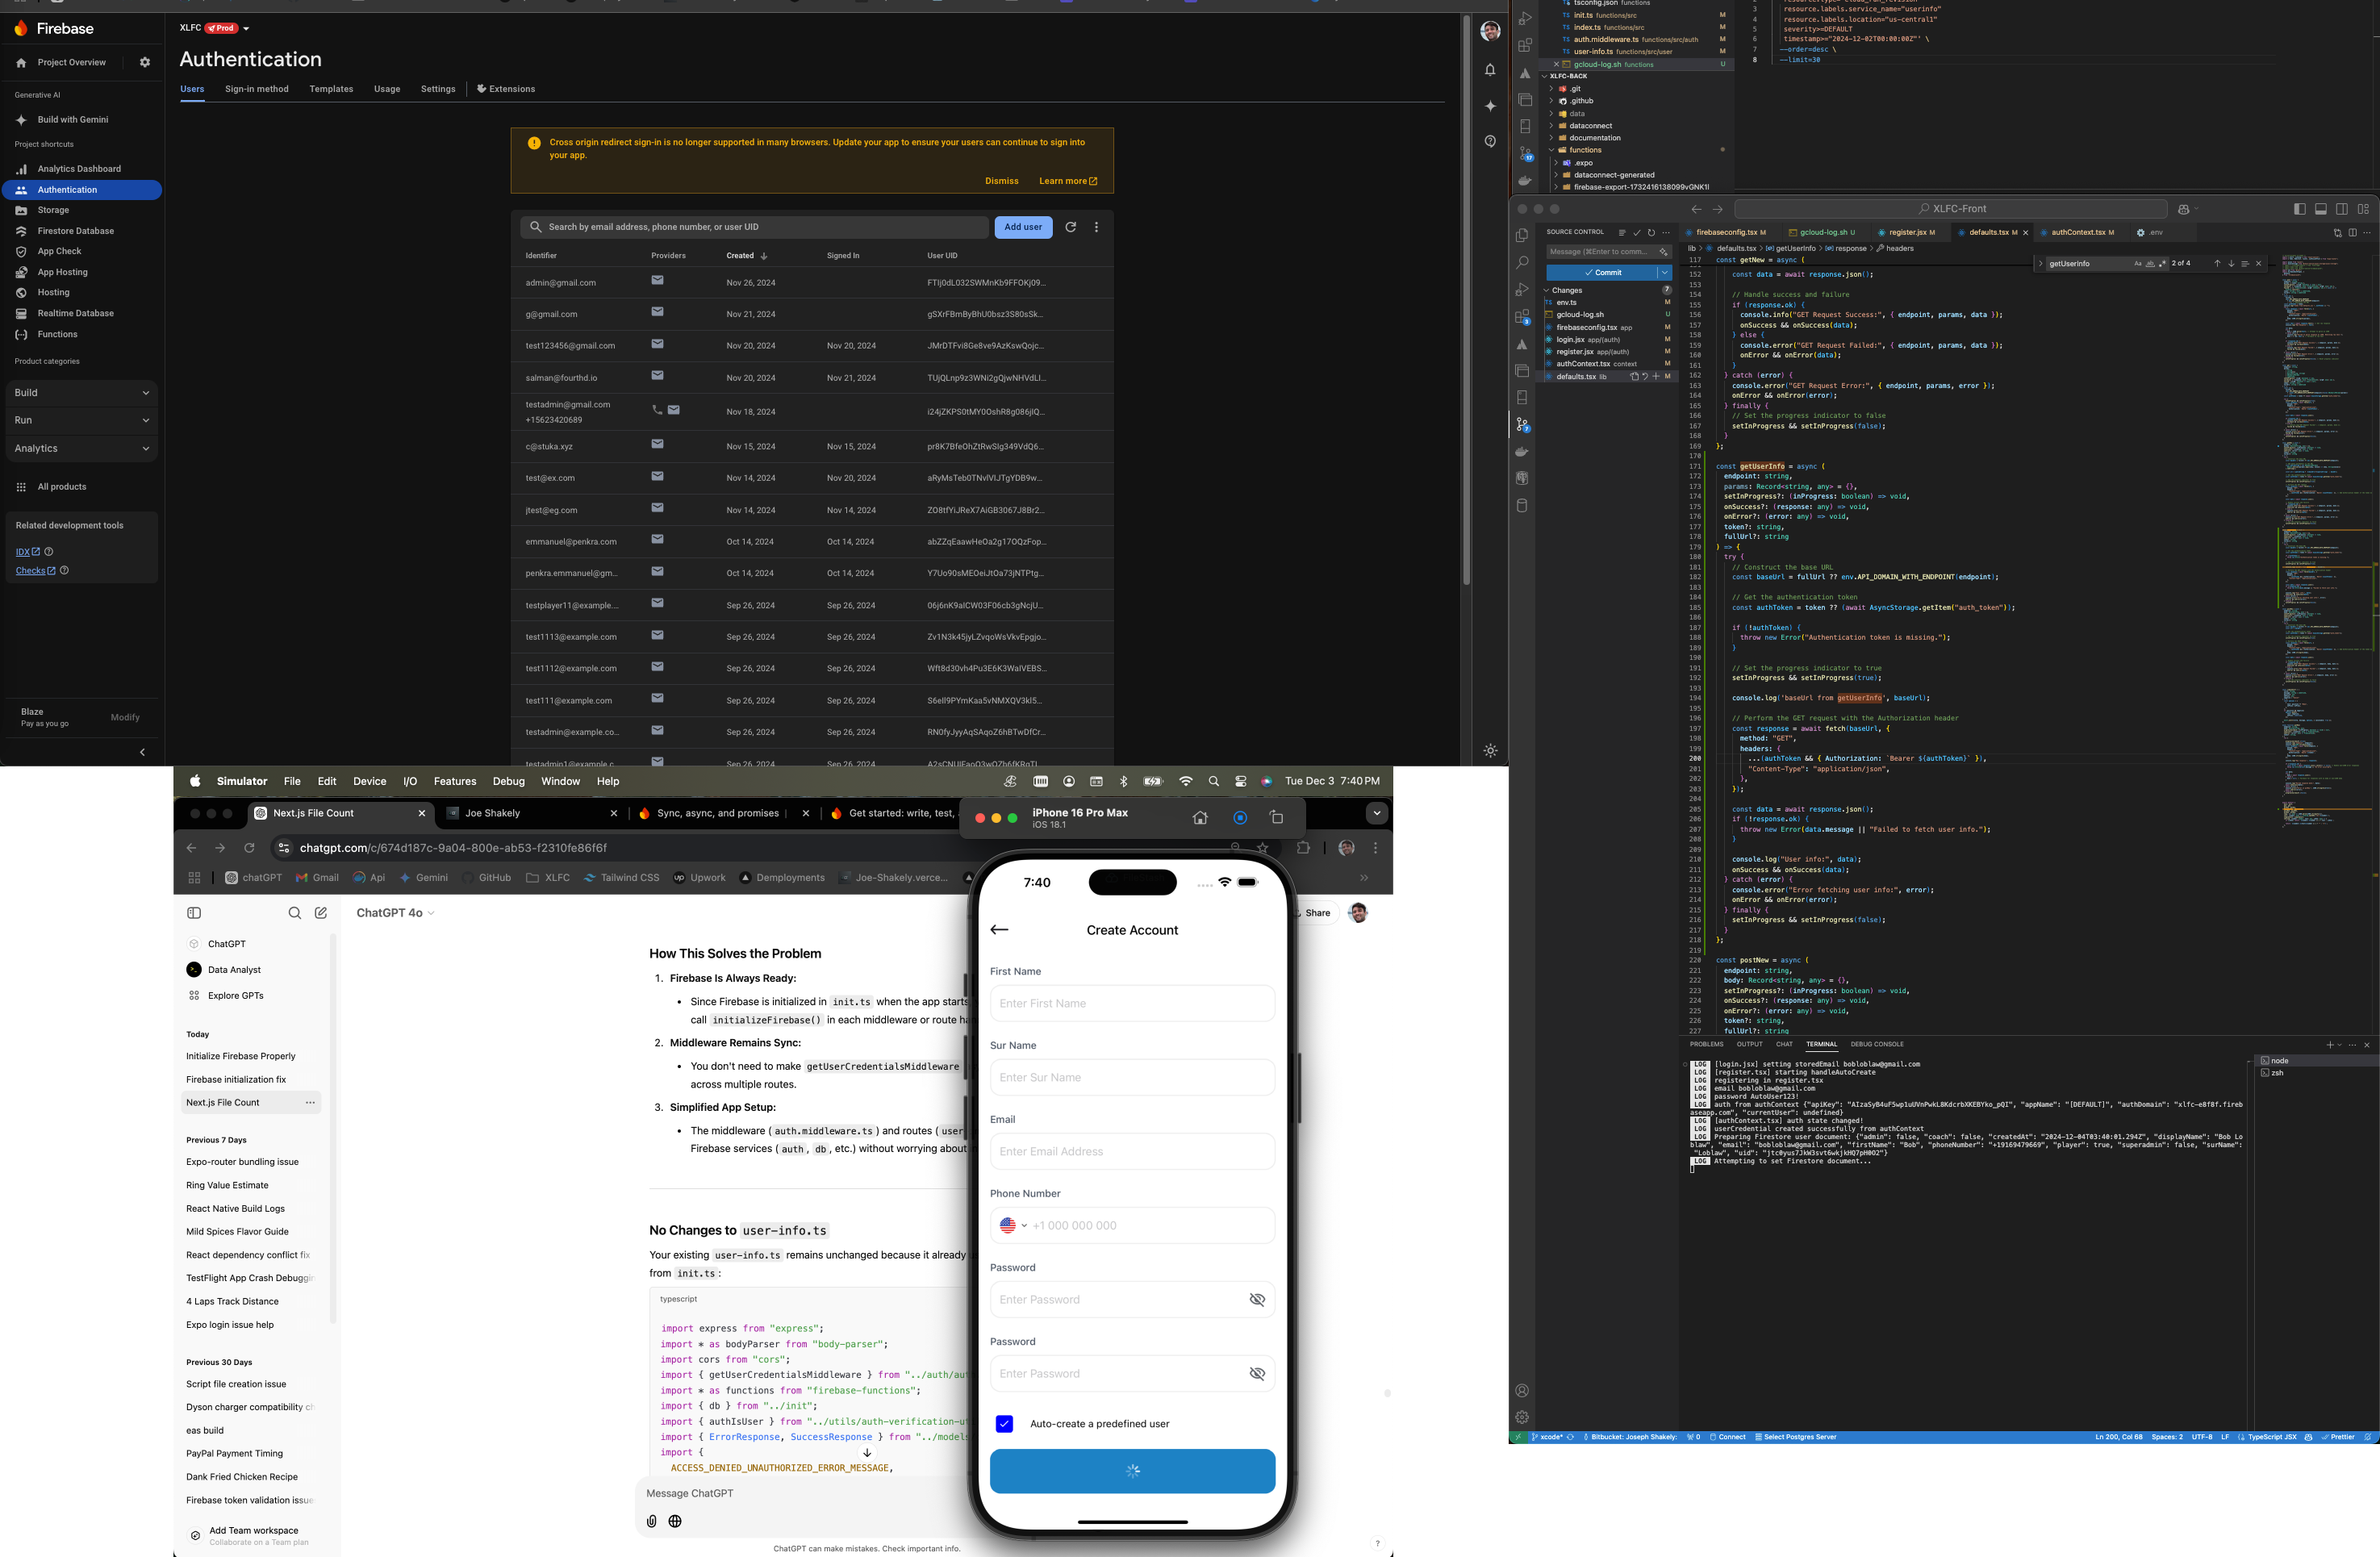 Firebase
Project Overview
Generative AI
Build with Gemini
Project shortcuts
Analytics Dashboard
Authentication
Storage
Firestore Database
App Check
App Hosting
Hosting
Realtime Database
Functions
Product categories
Build
Run
Analytics
All products
Related development tools
IDX
Checks
Blaze
Pay as you go
Modify
XLFC Prod
Authentication
Users Sign-in method Templates Usage Settings Extensions
Cross origin redirect sign-in is no longer supported in many browsers. Update your app to ensure your users can continue to sign into
your app.
Dismiss Learn more
Search by email address, phone number, or user UID Add user
Identifier Providers Created Signed In User UID
admin@gmail.com Nov 26, 2024
g@gmail.com Nov 21, 2024
test123456@gmail.com Nov 20, 2024 Nov 20, 2024
salman@fourthd.io Nov 20, 2024 Nov 21, 2024
testadmin@gmail.com Nov 18, 2024
+15623420689
c@stuka.xyz Nov 15, 2024 Nov 15, 2024
test@ex.com Nov 14, 2024 Nov 20, 2024
jtest@eg.com Nov 14, 2024 Nov 14, 2024
emmanuel@penkra.com Oct 14, 2024 Oct 14, 2024
penkra.emmanuel@gm... Oct 14, 2024 Oct 14, 2024
testplayer11@example.... Sep 26, 2024 Sep 26, 2024
test1113@example.com Sep 26, 2024 Sep 26, 2024
test1112@example.com Sep 26, 2024 Sep 26, 2024
test111@example.com Sep 26, 2024 Sep 26, 2024
testadmin@example.co... Sep 26, 2024 Sep 26, 2024
testadmin1@example.c Sep 26, 2024 Sep 26, 2024
tsconfig.json functions
init.ts functions/src M
index.ts functions/src M
auth.middleware.ts functions/src/auth M
user-info.ts functions/src/user M
gcloud-log.sh functions U
XLFC-BACK
.git
.github
data
dataconnect
documentation
functions
.expo
dataconnect-generated
firebase-export-1732416138099vGNK1I
3 resource.labels.service_name="userinfo"
4 resource.labels.location="us-central1"
5 severity>=DEFAULT
6 timestamp>="2024-12-02T00:00:00Z"' \
7 --order=desc \
8 --limit=30
XLFC-Front
SOURCE CONTROL
Message (⌘Enter to comm...
Commit
Changes 7
env.ts M
gcloud-log.sh U
firebaseconfig.tsx app M
login.jsx app/(auth) M
register.jsx app/(auth) M
authContext.tsx context M
defaults.tsx lib M
firebaseconfig.tsx M gcloud-log.sh U register.jsx M defaults.tsx M authContext.tsx M .env
lib > defaults.tsx > getUserInfo > response > headers
getUserInfo 2 of 4
117 const getNew = async (
152 const data = await response.json();
153
154 // Handle success and failure
155 if (response.ok) {
156 console.info("GET Request Success:", { endpoint, params, data });
157 onSuccess && onSuccess(data);
158 } else {
159 console.error("GET Request Failed:", { endpoint, params, data });
160 onError && onError(data);
161 }
162 } catch (error) {
163 console.error("GET Request Error:", { endpoint, params, error });
164 onError && onError(error);
165 } finally {
166 // Set the progress indicator to false
167 setInProgress && setInProgress(false);
168 }
169 };
170
171 const getUserInfo = async (
172 endpoint: string,
173 params: Record<string, any> = {},
174 setInProgress?: (inProgress: boolean) => void,
175 onSuccess?: (response: any) => void,
176 onError?: (error: any) => void,
177 token?: string,
178 fullUrl?: string
179 ) => {
180 try {
181 // Construct the base URL
182 const baseUrl = fullUrl ?? env.API_DOMAIN_WITH_ENDPOINT(endpoint);
183
184 // Get the authentication token
185 const authToken = token ?? (await AsyncStorage.getItem("auth_token"));
186
187 if (!authToken) {
188 throw new Error("Authentication token is missing.");
189 }
190
191 // Set the progress indicator to true
192 setInProgress && setInProgress(true);
193
194 console.log('baseUrl from getUserInfo', baseUrl);
195
196 // Perform the GET request with the Authorization header
197 const response = await fetch(baseUrl, {
198 method: "GET",
199 headers: {
200 ...(authToken && { Authorization: `Bearer ${authToken}` }),
201 "Content-Type": "application/json",
202 },
203 });
204
205 const data = await response.json();
206 if (!response.ok) {
207 throw new Error(data.message || "Failed to fetch user info.");
208 }
209
210 console.log("User info:", data);
211 onSuccess && onSuccess(data);
212 } catch (error) {
213 console.error("Error fetching user info:", error);
214 onError && onError(error);
215 } finally {
216 setInProgress && setInProgress(false);
217 }
218 };
219
220 const postNew = async (
221 endpoint: string,
222 body: Record<string, any> = {},
223 setInProgress?: (inProgress: boolean) => void,
224 onSuccess?: (response: any) => void,
225 onError?: (error: any) => void,
226 token?: string,
227 fullUrl?: string
PROBLEMS OUTPUT CHAT TERMINAL DEBUG CONSOLE
node
zsh
LOG [login.jsx] setting storedEmail bobloblaw@gmail.com
LOG [register.tsx] starting handleAutoCreate
LOG registering in register.tsx
LOG email bobloblaw@gmail.com
LOG password AutoUser123!
LOG auth from authContext {"apiKey": , "appName": "[DEFAULT]", "authDomain": "xlfc-e8f8f.fireb
aseapp.com", "currentUser": undefined}
LOG [authContext.tsx] auth state changed!
LOG userCredential created successfully from authContext
LOG Preparing Firestore user document: {"admin": false, "coach": false, "createdAt": "2024-12-04T03:40:01.294Z", "displayName": "Bob Lo
blaw", "email": "bobloblaw@gmail.com", "firstName": "Bob", "phoneNumber": "+19169479669", "player": true, "superadmin": false, "surName":
"Loblaw", "uid": }
LOG Attempting to set Firestore document...
xcode* Bitbucket: Joseph Shakely: 0 Connect Select Postgres Server Ln 200, Col 68 Spaces: 2 UTF-8 LF TypeScript JSX Prettier
Simulator File Edit Device I/O Features Debug Window Help Tue Dec 3 7:40 PM
Next.js File Count Joe Shakely Sync, async, and promises Get started: write, test,
chatgpt.com/c/674d187c-9a04-800e-ab53-f2310fe86f6f
chatGPT Gmail Api Gemini GitHub XLFC Tailwind CSS Upwork Demployments Joe-Shakely.verce...
ChatGPT
Data Analyst
Explore GPTs
Today
Initialize Firebase Properly
Firebase initialization fix
Next.js File Count
Previous 7 Days
Expo-router bundling issue
Ring Value Estimate
React Native Build Logs
Mild Spices Flavor Guide
React dependency conflict fix
TestFlight App Crash Debuggin
4 Laps Track Distance
Expo login issue help
Previous 30 Days
Script file creation issue
Dyson charger compatibility ch
eas build
PayPal Payment Timing
Dank Fried Chicken Recipe
Firebase token validation issue
Add Team workspace
Collaborate on a Team plan
ChatGPT 4o
Share
How This Solves the Problem
1. Firebase Is Always Ready:
• Since Firebase is initialized in init.ts when the app starts
call initializeFirebase() in each middleware or route ha
2. Middleware Remains Sync:
• You don't need to make getUserCredentialsMiddleware
across multiple routes.
3. Simplified App Setup:
• The middleware ( auth.middleware.ts ) and routes ( user-
Firebase services ( auth , db , etc.) without worrying about
No Changes to user-info.ts
Your existing user-info.ts remains unchanged because it already
from init.ts :
typescript
import express from "express";
import * as bodyParser from "body-parser";
import cors from "cors";
import { getUserCredentialsMiddleware } from "../auth/au
import * as functions from "firebase-functions";
import { db } from "../init";
import { authIsUser } from "../utils/auth-verification-u
import { ErrorResponse, SuccessResponse } from "../models
import {
ACCESS_DENIED_UNAUTHORIZED_ERROR_MESSAGE,
Message ChatGPT
ChatGPT can make mistakes. Check important info.
?
iPhone 16 Pro Max
iOS 18.1
7:40
Create Account
First Name
Enter First Name
Sur Name
Enter Sur Name
Email
Enter Email Address
Phone Number
+1 000 000 000
Password
Enter Password
Password
Enter Password
Auto-create a predefined user